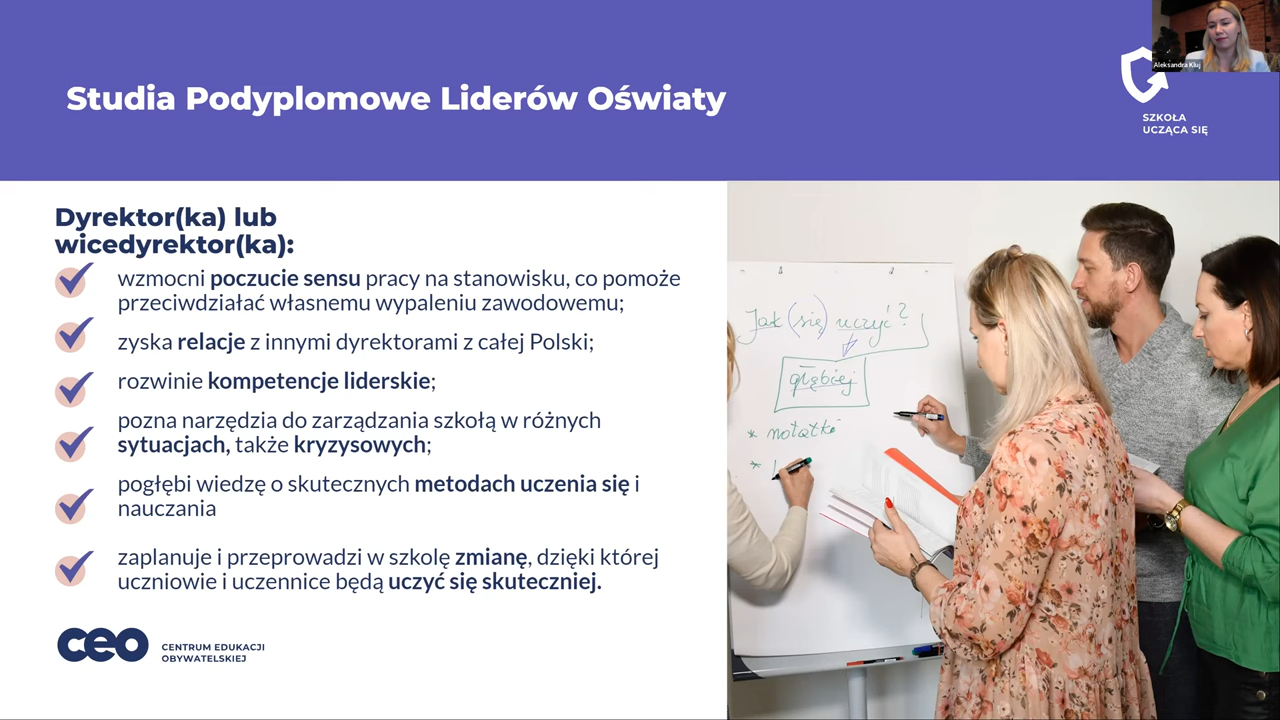 Aleksandra Kluj
Studia Podyplomowe Liderów Oświaty
SZKOŁA
UCZĄCA SIĘ
Dyrektor(ka) lub
wicedyrektor(ka):
wzmocni poczucie sensu pracy na stanowisku, co pomoże
przeciwdziałać własnemu wypaleniu zawodowemu;
zyska relacje z innymi dyrektorami z całej Polski;
rozwinie kompetencje liderskie;
pozna narzędzia do zarządzania szkołą w różnych
sytuacjach, także kryzysowych;
pogłębi wiedzę o skutecznych metodach uczenia się i
nauczania
zaplanuje i przeprowadzi w szkolę zmianę, dzięki której
uczniowie i uczennice będą uczyć się skuteczniej.
ceo
CENTRUM EDUKACJI
OBYWATELSKIEJ
Jak (się) uczyć?
głębiej
* notatki
*